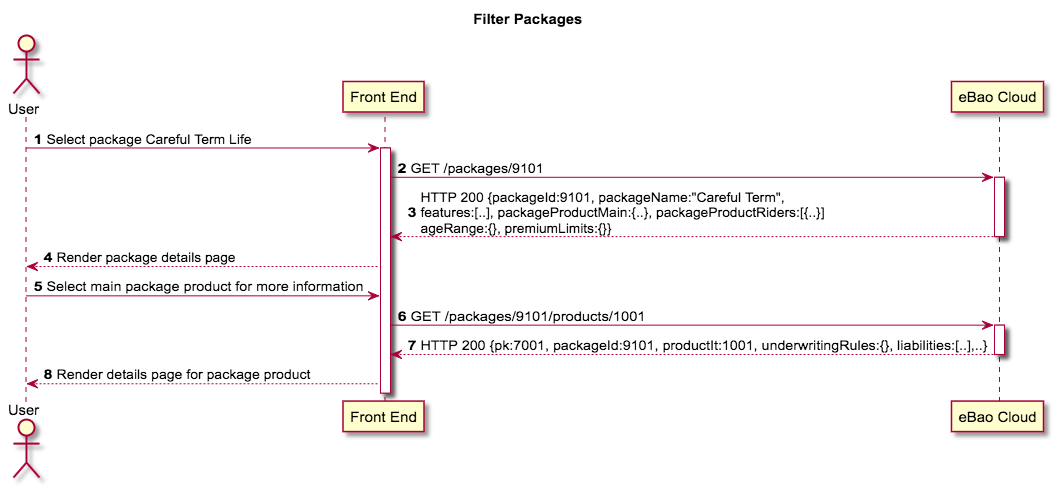 Filter Packages
User
Front End
eBao Cloud
1 Select package Careful Term Life
2 GET /packages/9101
HTTP 200 {packageId:9101, packageName:"Careful Term",
3 features:[..], packageProductMain:{..}, packageProductRiders:[{..}]
ageRange:{}, premiumLimits:{}}
4 Render package details page
5 Select main package product for more information
6 GET /packages/9101/products/1001
7 HTTP 200 {pk:7001, packageId:9101, productIt:1001, underwritingRules:{}, liabilities:[..],..}
8 Render details page for package product
User
Front End
eBao Cloud